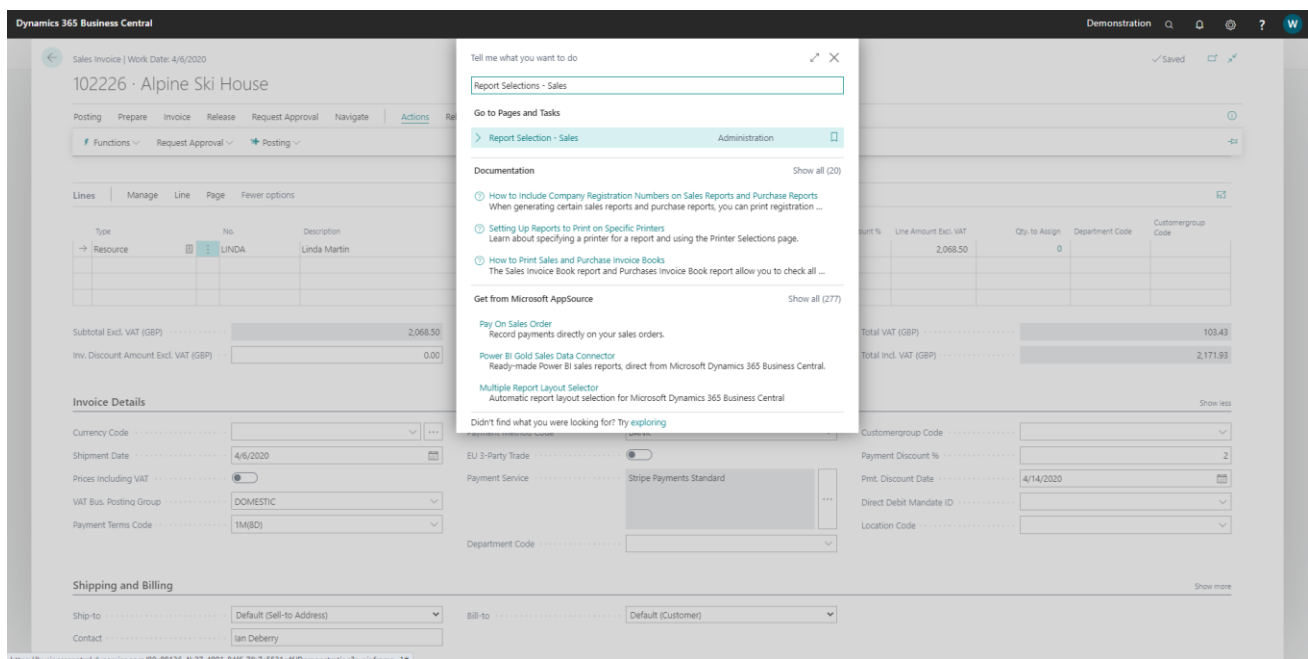 Dynamics 365 Business Central
Demonstration
?
W
Sales Invoice | Work Date: 4/6/2020
Saved
102226 · Alpine Ski House
Posting Prepare Invoice Release Request Approval Navigate Actions
Functions Request Approval Posting
Lines Manage Line Page Fewer options
Type No. Description Line Amount Excl. VAT Qty. to Assign Department Code Customergroup Code
Resource LINDA Linda Martin 2,068.50 0
Subtotal Excl. VAT (GBP) 2,068.50
Total VAT (GBP) 103.43
Inv. Discount Amount Excl. VAT (GBP) 0.00
Total Incl. VAT (GBP) 2,171.93
Tell me what you want to do
Report Selections - Sales
Go to Pages and Tasks
Report Selection - Sales Administration
Documentation Show all (20)
How to Include Company Registration Numbers on Sales Reports and Purchase Reports
When generating certain sales reports and purchase reports, you can print registration ...
Setting Up Reports to Print on Specific Printers
Learn about specifying a printer for a report and using the Printer Selections page.
How to Print Sales and Purchase Invoice Books
The Sales Invoice Book report and Purchases Invoice Book report allow you to check all ...
Get from Microsoft AppSource Show all (277)
Pay On Sales Order
Record payments directly on your sales orders.
Power BI Gold Sales Data Connector
Ready-made Power BI sales reports, direct from Microsoft Dynamics 365 Business Central.
Multiple Report Layout Selector
Automatic report layout selection for Microsoft Dynamics 365 Business Central
Didn't find what you were looking for? Try exploring
Invoice Details Show less
Currency Code
Customergroup Code
Shipment Date 4/6/2020
EU 3-Party Trade
Payment Discount % 2
Prices Including VAT
Payment Service Stripe Payments Standard
Pmt. Discount Date 4/14/2020
VAT Bus. Posting Group DOMESTIC
Direct Debit Mandate ID
Payment Terms Code 1M(8D)
Location Code
Department Code
Shipping and Billing Show more
Ship-to Default (Sell-to Address)
Bill-to Default (Customer)
Contact Ian Deberry